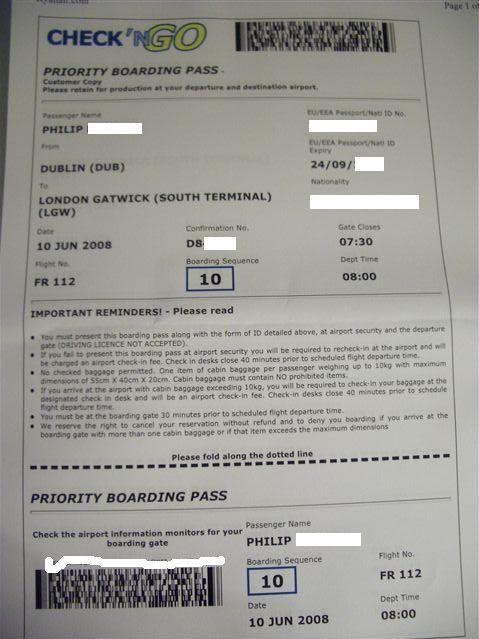 Page 1 of
CHECK'NGO
PRIORITY BOARDING PASS -
Customer Copy
Please retain for production at your departure and destination airport.
Passenger Name
EU/EEA Passport/Natl ID No.
PHILIP
From
EU/EEA Passport/Natl ID
Expiry
DUBLIN (DUB)
24/09/
To
Nationality
LONDON GATWICK (SOUTH TERMINAL)
(LGW)
Date
Confirmation No.
Gate Closes
10 JUN 2008
D8
07:30
Flight No.
Boarding Sequence
Dept Time
FR 112
10
08:00
IMPORTANT REMINDERS! - Please read
• You must present this boarding pass along with the form of ID detailed above, at airport security and the departure
gate (DRIVING LICENCE NOT ACCEPTED).
• If you fail to present this boarding pass at airport security you will be required to recheck-in at the airport and will
be charged an airport check-in fee. Check in desks close 40 minutes prior to scheduled flight departure time.
• No checked baggage permitted. One item of cabin baggage per passenger weighing up to 10kg with maximum
dimensions of 55cm X 40cm X 20cm. Cabin baggage must contain NO prohibited items.
• If you arrive at the airport with cabin baggage exceeding 10kg, you will be required to check-in your baggage at the
designated check in desk and will be an airport check-in fee. Check-in desks close 40 minutes prior to schedule
flight departure time.
• You must be at the boarding gate 30 minutes prior to scheduled flight departure time.
• We reserve the right to cancel your reservation without refund and to deny you boarding if you arrive at the
boarding gate with more than one cabin baggage or if that item exceeds the maximum dimensions
Please fold along the dotted line
PRIORITY BOARDING PASS
Check the airport information monitors for your
boarding gate
Passenger Name
PHILIP
Boarding Sequence
Flight No.
10
FR 112
Date
Dept Time
10 JUN 2008
08:00